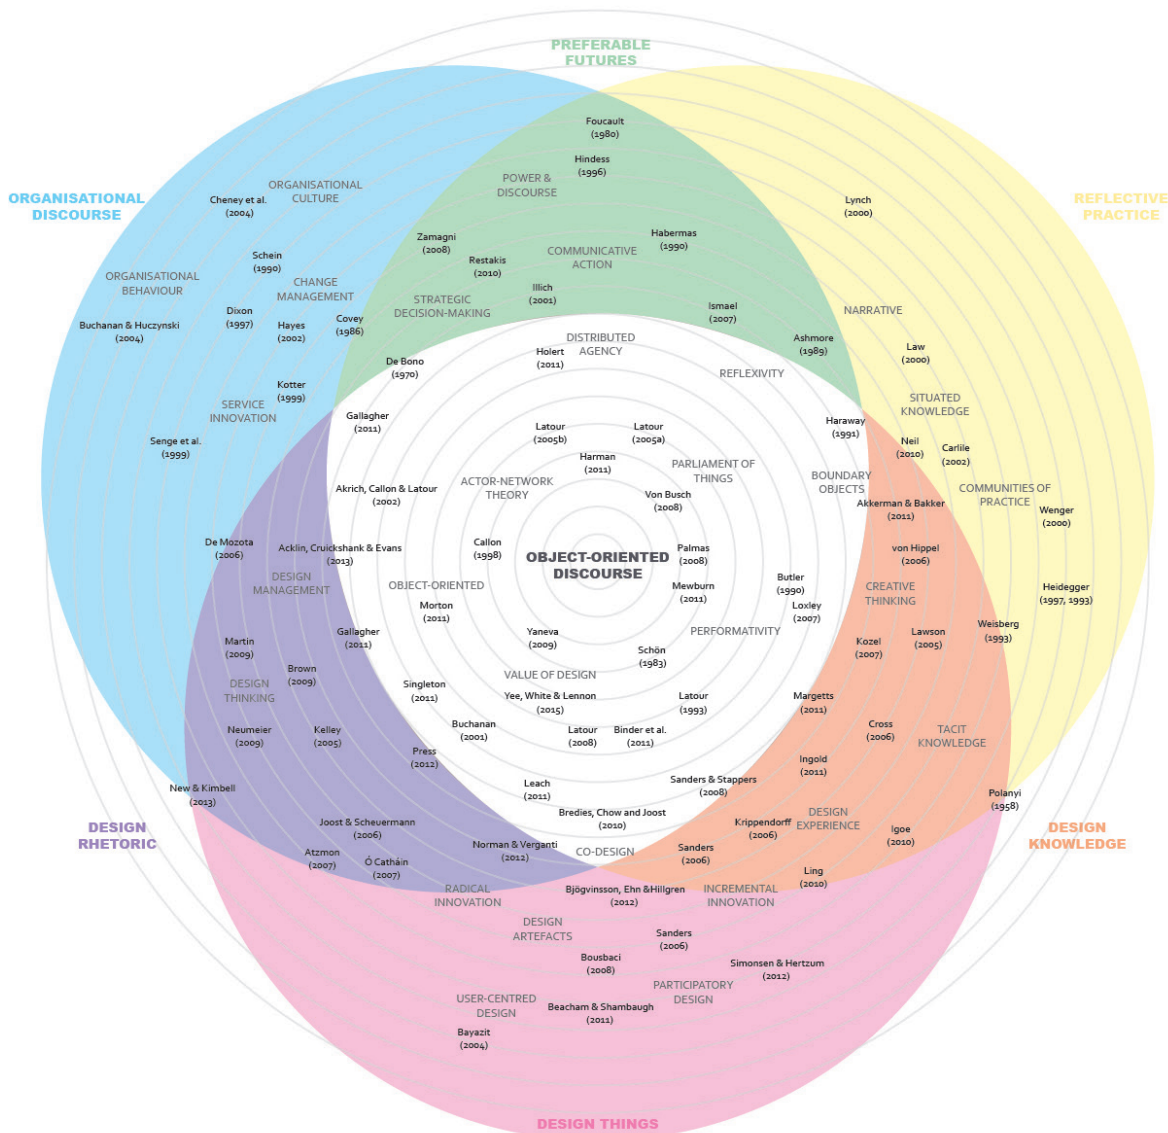 PREFERABLE
FUTURES
Foucault
(1980)
Hindess
(1996)
POWER &
DISCOURSE
ORGANISATIONAL
CULTURE
ORGANISATIONAL
DISCOURSE
Cheney et al.
(2004)
Lynch
(2000)
REFLECTIVE
PRACTICE
Zamagni
(2008)
Habermas
(1990)
COMMUNICATIVE
ACTION
Restakis
(2010)
Schein
(1990)
ORGANISATIONAL
BEHAVIOUR
CHANGE
MANAGEMENT
Illich
(2001)
STRATEGIC
DECISION-MAKING
Ismael
(2007)
NARRATIVE
Dixon
(1997)
Buchanan & Huczynski
(2004)
Hayes
(2002)
Covey
(1986)
DISTRIBUTED
AGENCY
Ashmore
(1989)
Law
(2000)
De Bono
(1970)
Holert
(2011)
REFLEXIVITY
Kotter
(1999)
SERVICE
INNOVATION
SITUATED
KNOWLEDGE
Gallagher
(2011)
Haraway
(1991)
Latour
(2005b)
Latour
(2005a)
Senge et al.
(1999)
Neil
(2010)
Carlile
(2002)
Harman
(2011)
PARLIAMENT OF
THINGS
BOUNDARY
OBJECTS
ACTOR-NETWORK
THEORY
Akrich, Callon & Latour
(2002)
Von Busch
(2008)
COMMUNITIES OF
PRACTICE
Akkerman & Bakker
(2011)
Wenger
(2000)
De Mozota
(2006)
Acklin, Cruickshank & Evans
(2013)
Callon
(1998)
OBJECT-ORIENTED
DISCOURSE
Palmas
(2008)
von Hippel
(2006)
DESIGN
MANAGEMENT
OBJECT-ORIENTED
Mewburn
(2011)
Butler
(1990)
CREATIVE
THINKING
Heidegger
(1997, 1993)
Morton
(2011)
Loxley
(2007)
Gallagher
(2011)
Yaneva
(2009)
PERFORMATIVITY
Kozel
(2007)
Lawson
(2005)
Weisberg
(1993)
Martin
(2009)
Schön
(1983)
Brown
(2009)
DESIGN
THINKING
VALUE OF DESIGN
Singleton
(2011)
Yee, White & Lennon
(2015)
Latour
(1993)
Margetts
(2011)
Neumeier
(2009)
Kelley
(2005)
Buchanan
(2001)
Latour
(2008)
Binder et al.
(2011)
Cross
(2006)
TACIT
KNOWLEDGE
Press
(2012)
Ingold
(2011)
New & Kimbell
(2013)
Leach
(2011)
Sanders & Stappers
(2008)
Polanyi
(1958)
DESIGN
RHETORIC
Joost & Scheuermann
(2006)
Bredies, Chow and Joost
(2010)
Krippendorff
(2006)
DESIGN
EXPERIENCE
Igoe
(2010)
DESIGN
KNOWLEDGE
Atzmon
(2007)
Ó Catháin
(2007)
Norman & Verganti
(2012)
CO-DESIGN
Sanders
(2006)
Ling
(2010)
RADICAL
INNOVATION
Bjögvinsson, Ehn &Hillgren
(2012)
INCREMENTAL
INNOVATION
DESIGN
ARTEFACTS
Sanders
(2006)
Bousbaci
(2008)
Simonsen & Hertzum
(2012)
PARTICIPATORY
DESIGN
USER-CENTRED
DESIGN
Beacham & Shambaugh
(2011)
Bayazit
(2004)
DESIGN THINGS